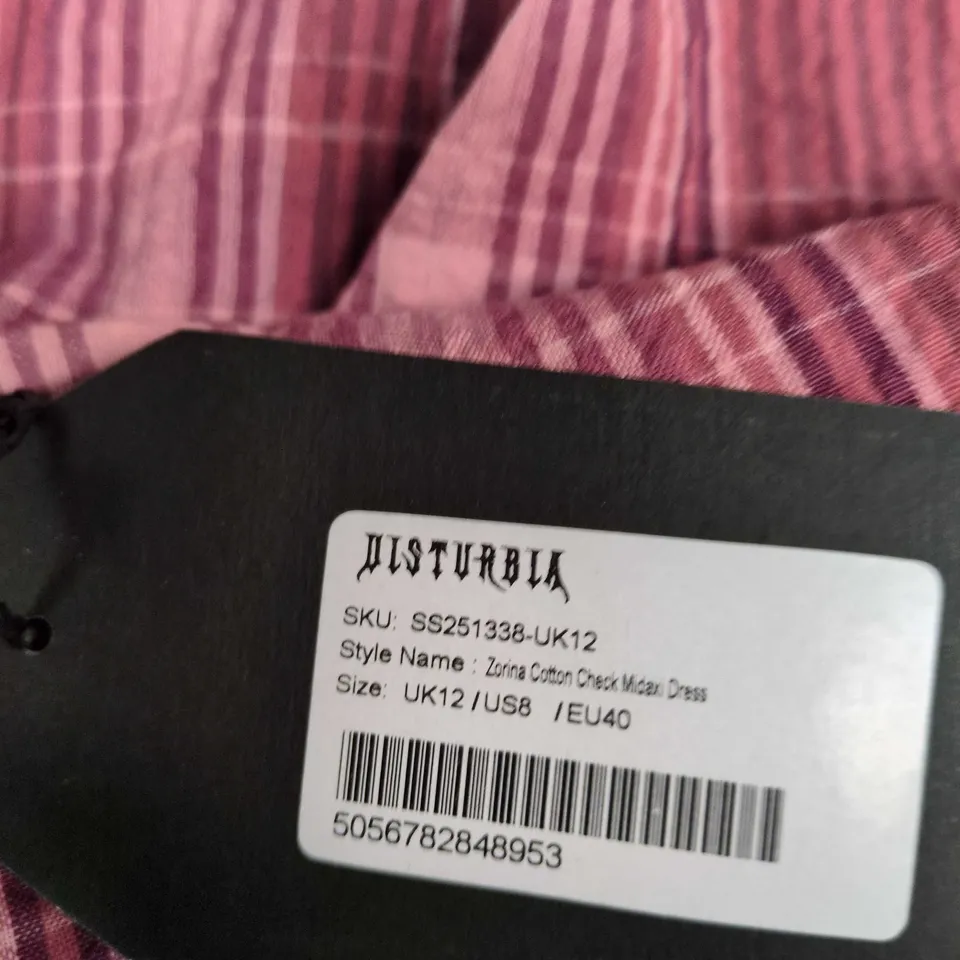 DISTURBIA
SKU: SS251338-UK12
Style Name : Zorina Cotton Check Midaxi Dress
Size: UK12 /US8 /EU40
5056782848953